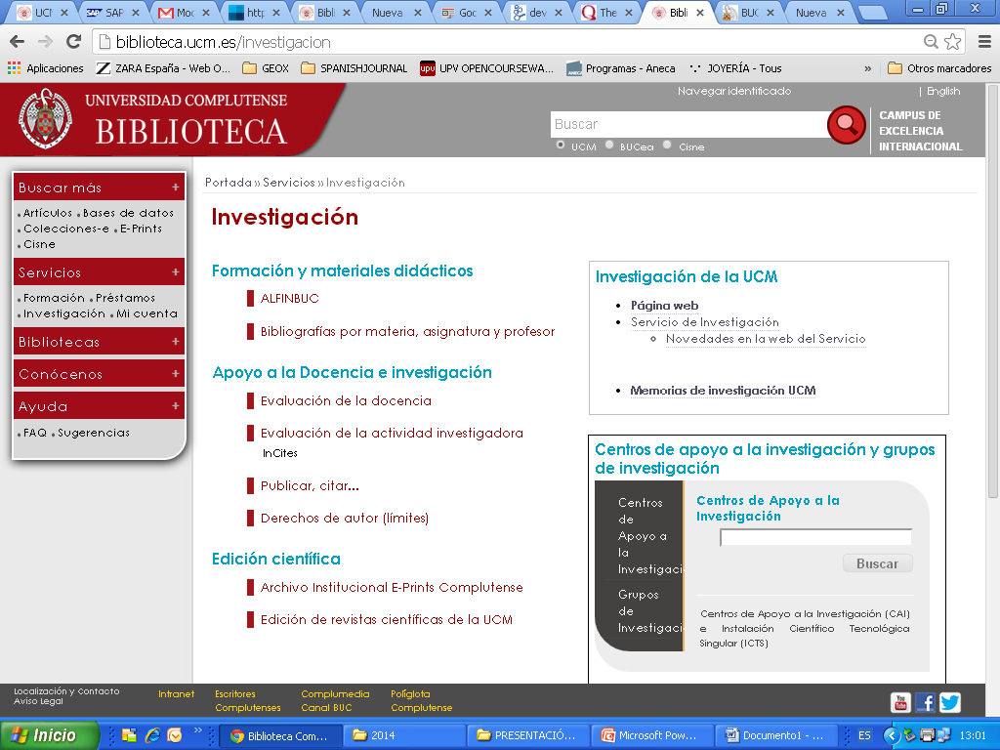 UCM
SAP
Moc
http
Bibli
Nueva
Goc
dev
The
Bibli
BUC
Nueva
biblioteca.ucm.es/investigacion
Aplicaciones ZARA España - Web O... GEOX SPANISHJOURNAL UPV OPENCOURSEWA... Programas - Aneca JOYERÍA - Tous » Otros marcadores
Navegar identificado | English
UNIVERSIDAD COMPLUTENSE
BIBLIOTECA
Buscar
UCM BUCea Cisne
CAMPUS DE
EXCELENCIA
INTERNACIONAL
Buscar más +
Artículos Bases de datos
Colecciones-e E-Prints
Cisne
Servicios +
Formación Préstamos
Investigación Mi cuenta
Bibliotecas +
Conócenos +
Ayuda +
FAQ Sugerencias
Portada » Servicios » Investigación
Investigación
Formación y materiales didácticos
ALFINBUC
Bibliografías por materia, asignatura y profesor
Apoyo a la Docencia e investigación
Evaluación de la docencia
Evaluación de la actividad investigadora
InCites
Publicar, citar...
Derechos de autor (límites)
Edición científica
Archivo Institucional E-Prints Complutense
Edición de revistas científicas de la UCM
Investigación de la UCM
Página web
Servicio de Investigación
Novedades en la web del Servicio
Memorias de investigación UCM
Centros de apoyo a la investigación y grupos
de investigación
Centros
de
Apoyo a
la
Investigaci
Grupos
de
Investigaci
Centros de Apoyo a la
Investigación
Buscar
Centros de Apoyo a la Investigación (CAI)
e Instalación Científico Tecnológica
Singular (ICTS)
Localización y Contacto
Aviso Legal
Intranet
Escritores
Complutenses
Complumedia
Canal BUC
Políglota
Complutense
You Tube
Inicio » Biblioteca Com... 2014 PRESENTACIÓ... Microsoft Pow... Documento1 - ... ES 13:01